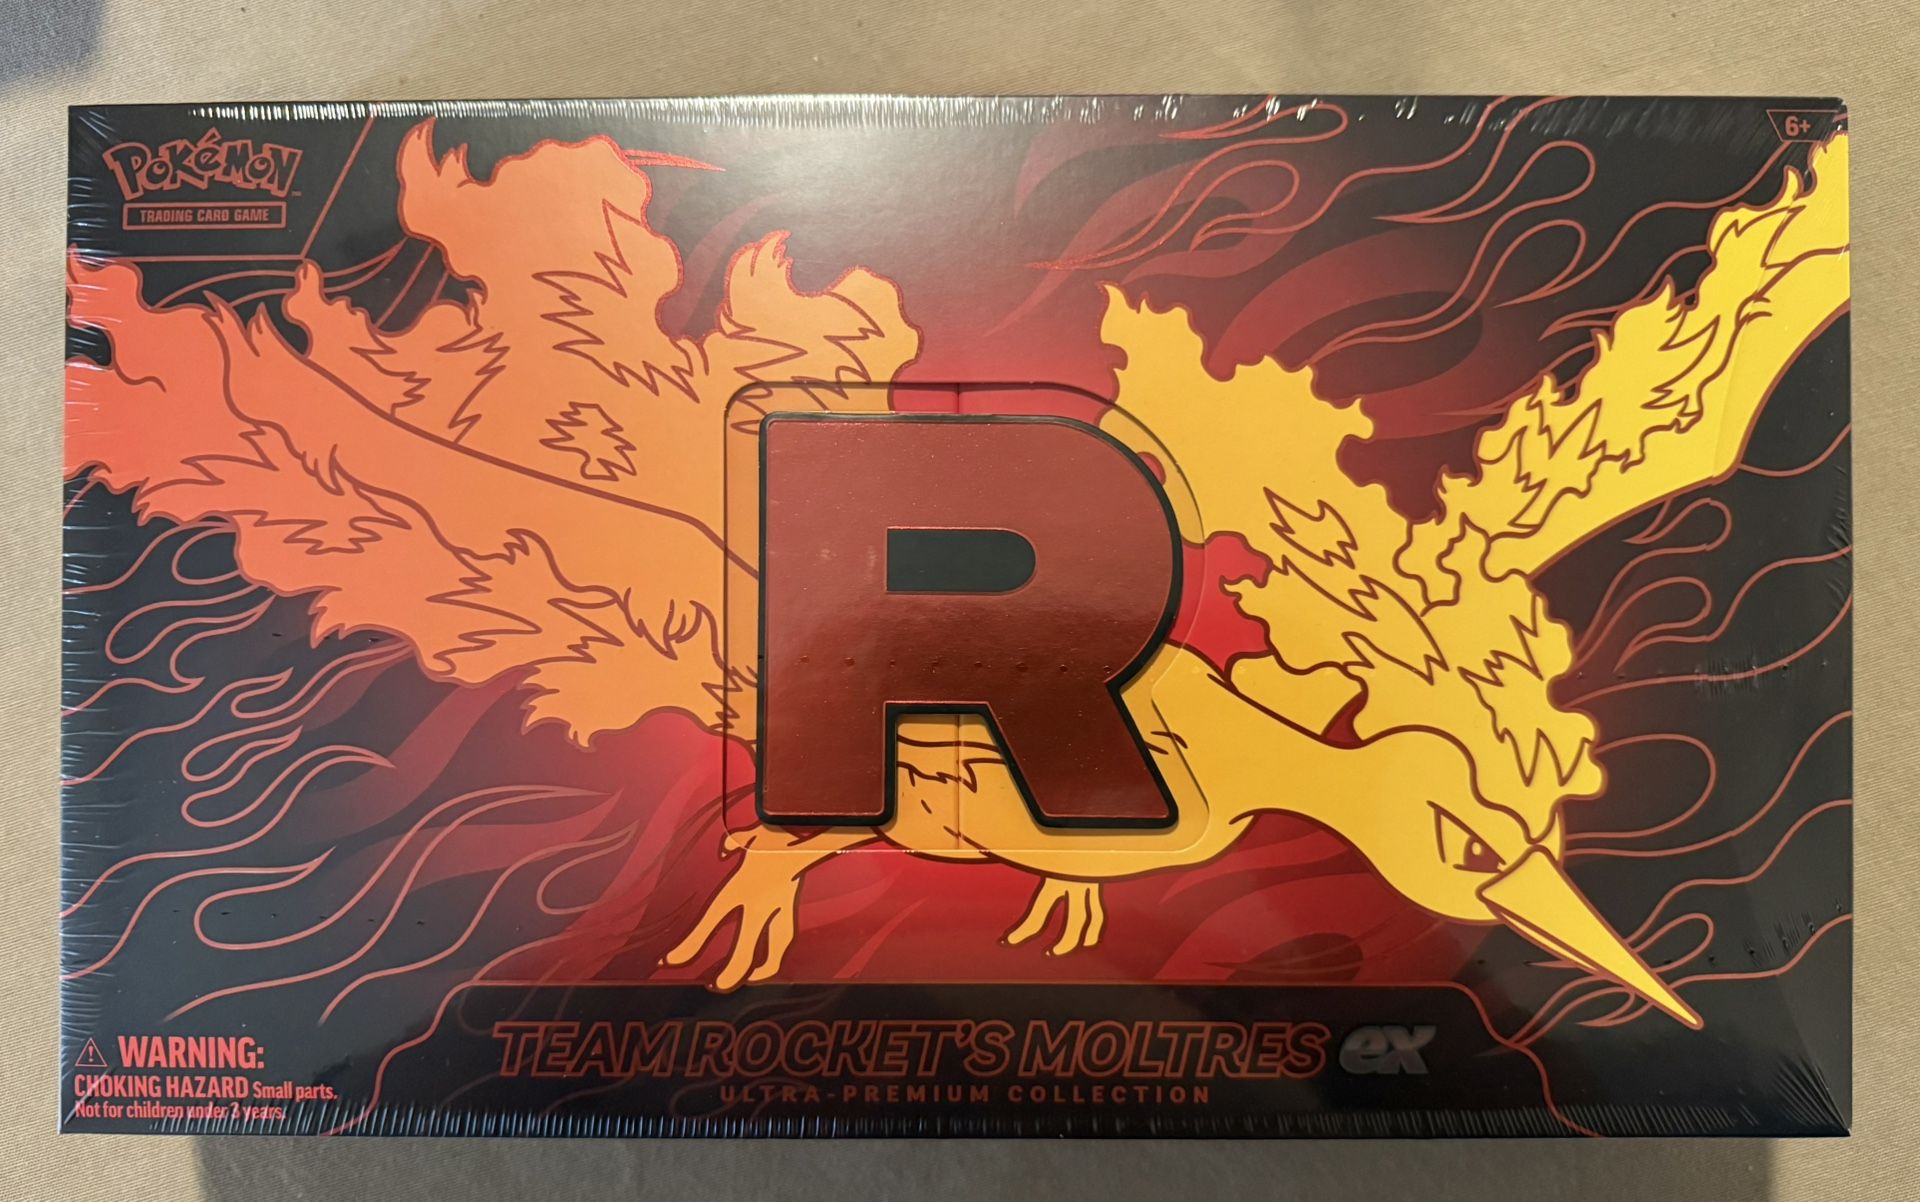 POKéMON
TRADING CARD GAME
6+
R
WARNING:
CHOKING HAZARD Small parts.
Not for children under 3 years.
TEAM ROCKET'S MOLTRES ex
ULTRA-PREMIUM COLLECTION